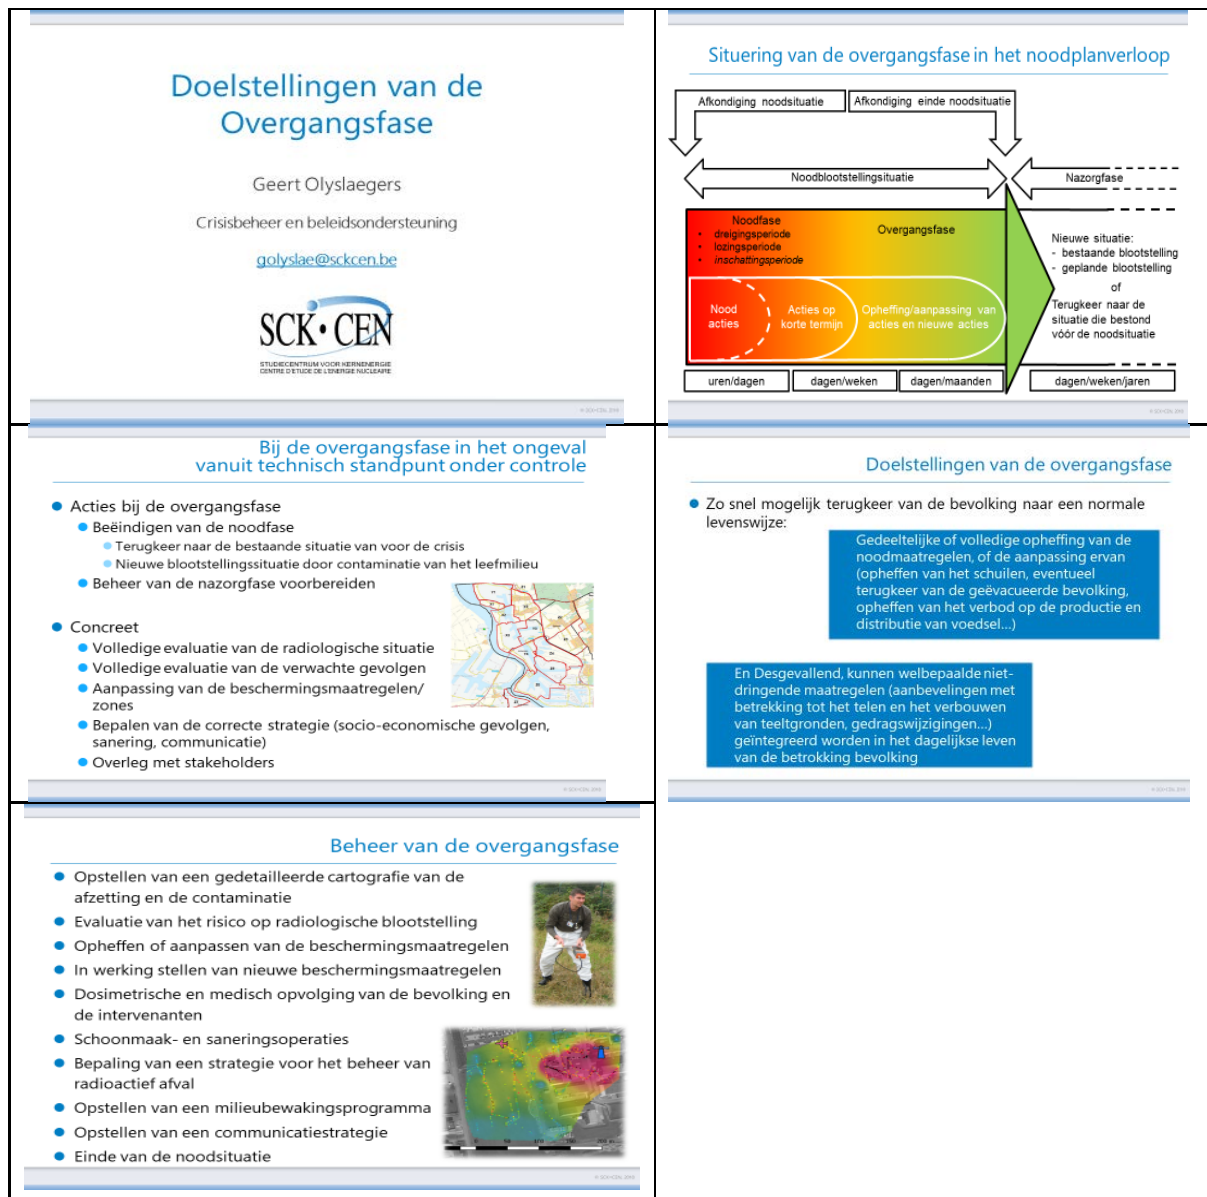 Doelstellingen van de
Overgangsfase
Geert Olyslaegers
Crisisbeheer en beleidsondersteuning
golyslae@sckcen.be
SCK•CEN
STUDIECENTRUM VOOR KERNENERGIE
CENTRE D'ETUDE DE L'ENERGIE NUCLEAIRE
Situering van de overgangsfase in het noodplanverloop
Afkondiging noodsituatie
Afkondiging einde noodsituatie
Noodblootstellingsituatie
Nazorgfase
Noodfase
• dreigingsperiode
• lozingsperiode
• Inschattingsperiode
Overgangsfase
Nood
acties
Acties op
korte termijn
Opheffing/aanpassing van
acties en nieuwe acties
Nieuwe situatie:
- bestaande blootstelling
- geplande blootstelling
of
Terugkeer naar de
situatie die bestond
vóór de noodsituatie
uren/dagen
dagen/weken
dagen/maanden
dagen/weken/jaren
Bij de overgangsfase in het ongeval
vanuit technisch standpunt onder controle
Acties bij de overgangsfase
Beëindigen van de noodfase
Terugkeer naar de bestaande situatie van voor de crisis
Nieuwe blootstellingssituatie door contaminatie van het leefmilieu
Beheer van de nazorgfase voorbereiden
Concreet
Volledige evaluatie van de radiologische situatie
Volledige evaluatie van de verwachte gevolgen
Aanpassing van de beschermingsmaatregelen/
zones
Bepalen van de correcte strategie (socio-economische gevolgen,
sanering, communicatie)
Overleg met stakeholders
Doelstellingen van de overgangsfase
Zo snel mogelijk terugkeer van de bevolking naar een normale
levenswijze:
Gedeeltelijke of volledige opheffing van de
noodmaatregelen, of de aanpassing ervan
(opheffen van het schuilen, eventueel
terugkeer van de geëvacueerde bevolking,
opheffen van het verbod op de productie en
distributie van voedsel...)
En Desgevallend, kunnen welbepaalde niet-
dringende maatregelen (aanbevelingen met
betrekking tot het telen en het verbouwen
van teeltgronden, gedragswijzigingen...)
geïntegreerd worden in het dagelijkse leven
van de betrokking bevolking
Beheer van de overgangsfase
Opstellen van een gedetailleerde cartografie van de
afzetting en de contaminatie
Evaluatie van het risico op radiologische blootstelling
Opheffen of aanpassen van de beschermingsmaatregelen
In werking stellen van nieuwe beschermingsmaatregelen
Dosimetrische en medisch opvolging van de bevolking en
de intervenanten
Schoonmaak- en saneringsoperaties
Bepaling van een strategie voor het beheer van
radioactief afval
Opstellen van een milieubewakingsprogramma
Opstellen van een communicatiestrategie
Einde van de noodsituatie